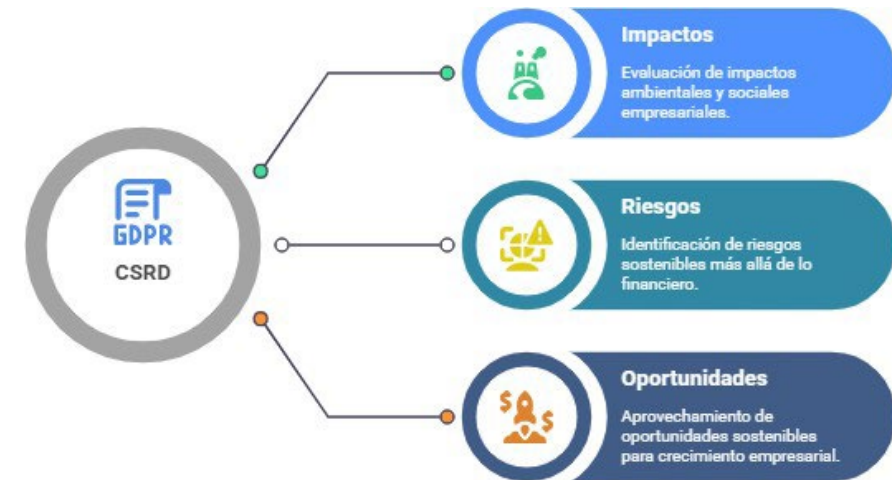 GDPR
CSRD
Impactos
Evaluación de impactos
ambientales y sociales
empresariales.
Riesgos
Identificación de riesgos
sostenibles más allá de lo
financiero.
Oportunidades
Aprovechamiento de
oportunidades sostenibles
para crecimiento empresarial.